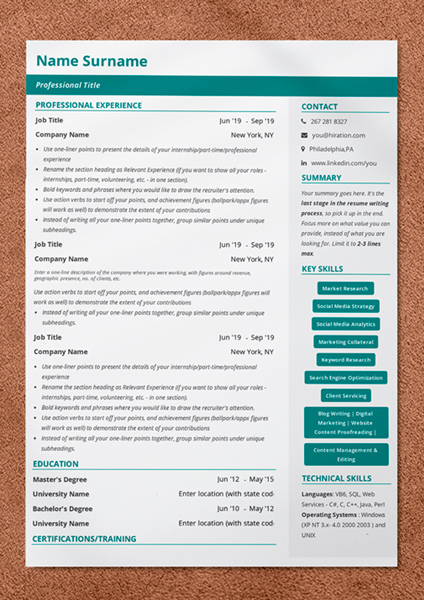 Name Surname
Professional Title
PROFESSIONAL EXPERIENCE
Job Title Jun '19 - Sep '19
Company Name New York, NY
• Use one-liner points to present the details of your internship/part-time/professional
experience
• Rename the section heading as Relevant Experience (if you want to show all your roles -
internships, part-time, volunteering, etc. - in one section).
• Bold keywords and phrases where you would like to draw the recruiter's attention.
• Use action verbs to start off your points, and achievement figures (ballpark/appx figures
will work as well) to demonstrate the extent of your contributions
• Instead of writing all your one-liner points together, group similar points under unique
subheadings.
Job Title Jun '19 - Sep '19
Company Name New York, NY
Enter a one-line description of the company where you were working, with figures around revenue,
geographic presence, no. of clients, etc.
Use action verbs to start off your points, and achievement figures (ballpark/appx figures will
work as well) to demonstrate the extent of your contributions
• Instead of writing all your one-liner points together, group similar points under unique
subheadings.
Job Title Jun '19 - Sep '19
Company Name New York, NY
• Use one-liner points to present the details of your internship/part-time/professional
experience
• Rename the section heading as Relevant Experience (if you want to show all your roles -
internships, part-time, volunteering, etc. - in one section).
• Bold keywords and phrases where you would like to draw the recruiter's attention.
• Use action verbs to start off your points, and achievement figures (ballpark/appx figures
will work as well) to demonstrate the extent of your contributions
• Instead of writing all your one-liner points together, group similar points under unique
subheadings.
EDUCATION
Master's Degree Jun '12 - May '15
University Name Enter location (with state cod
Bachelor's Degree Jun '10 - May '12
University Name Enter location (with state cod
CERTIFICATIONS/TRAINING
CONTACT
267 281 8327
you@hiration.com
Philadelphia,PA
in www.linkedin.com/you
SUMMARY
Your summary goes here. It's the
last stage in the resume writing
process, so pick it up in the end.
Focus more on what value you can
provide, instead of what you are
looking for. Limit it to 2-3 lines
max.
KEY SKILLS
Market Research
Social Media Strategy
Social Media Analytics
Marketing Collateral
Keyword Research
Search Engine Optimization
Client Servicing
Blog Writing | Digital
Marketing | Website
Content Proofreading |
Content Management &
Editing
TECHNICAL SKILLS
Languages: VB6, SQL, Web
Services - C#, C, C++, Java, Perl
Operating Systems : Windows
(XP NT 3.x- 4.0 2000 2003 ) and
UNIX